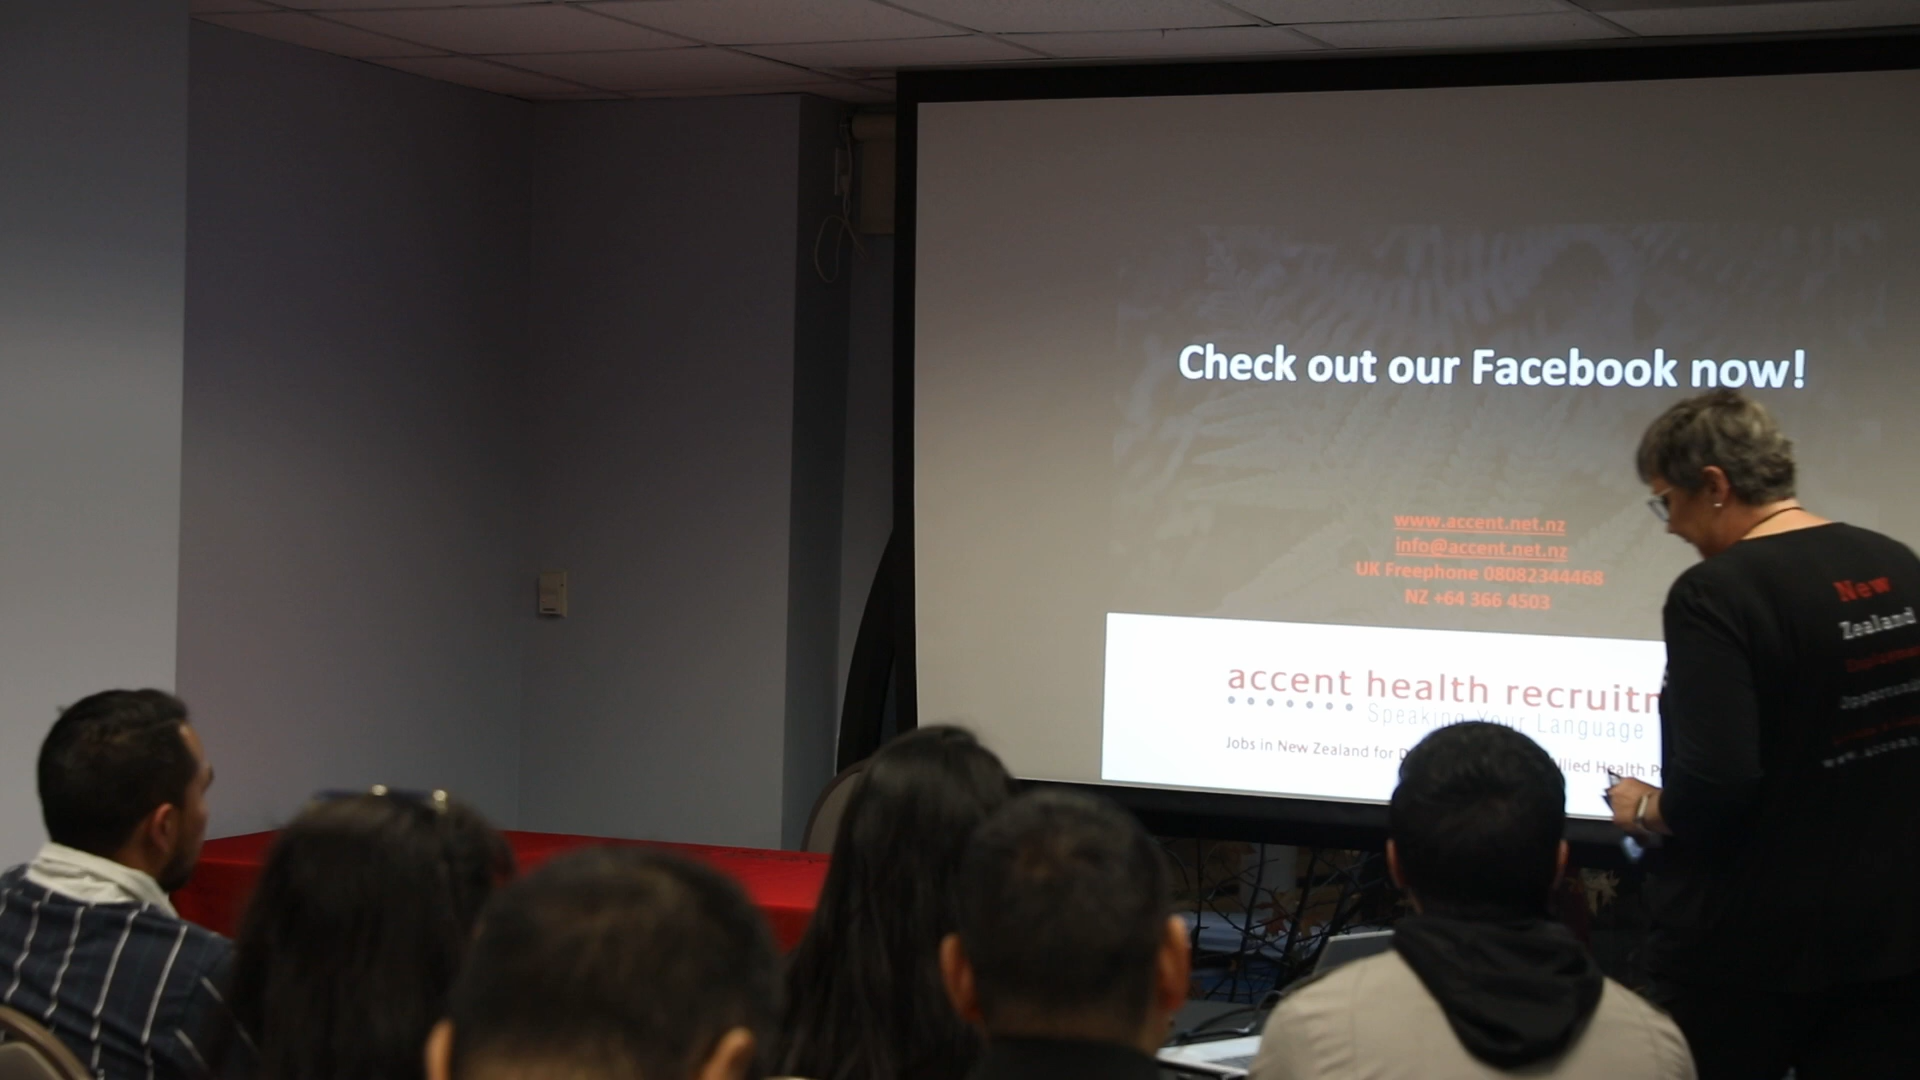 Check out our Facebook now!
www.accent.net.nz
info@accent.net.nz
UK Freephone 08082344468
NZ +64 366 4503
accent health recruitm
Speaking Your Language
Jobs in New Zealand for
Allied Health P
New
Zealand